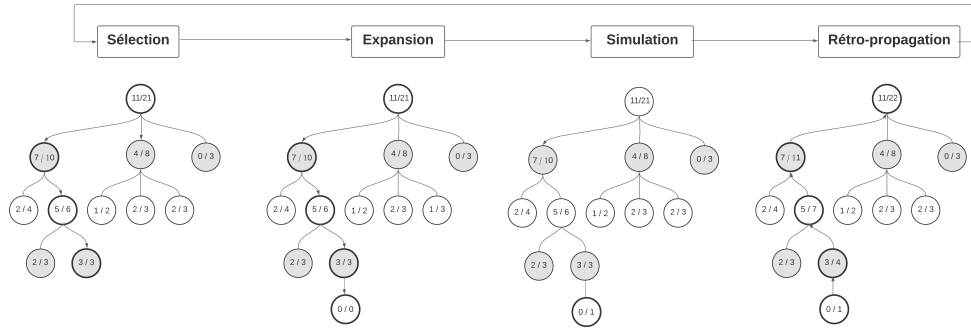 Sélection
Expansion
Simulation
Rétro-propagation
11/21
7 / 10
4 / 8
0 / 3
2 / 4
5 / 6
1 / 2
2 / 3
2 / 3
2 / 3
3 / 3
11/21
7 / 10
4 / 8
0 / 3
2 / 4
5 / 6
1 / 2
2 / 3
1 / 3
2 / 3
3 / 3
0 / 0
11/21
7 / 10
4 / 8
0 / 3
2 / 4
5 / 6
1 / 2
2 / 3
2 / 3
2 / 3
3 / 3
0 / 1
11/22
7 / 11
4 / 8
0 / 3
2 / 4
5 / 7
1 / 2
2 / 3
2 / 3
2 / 3
3 / 4
0 / 1